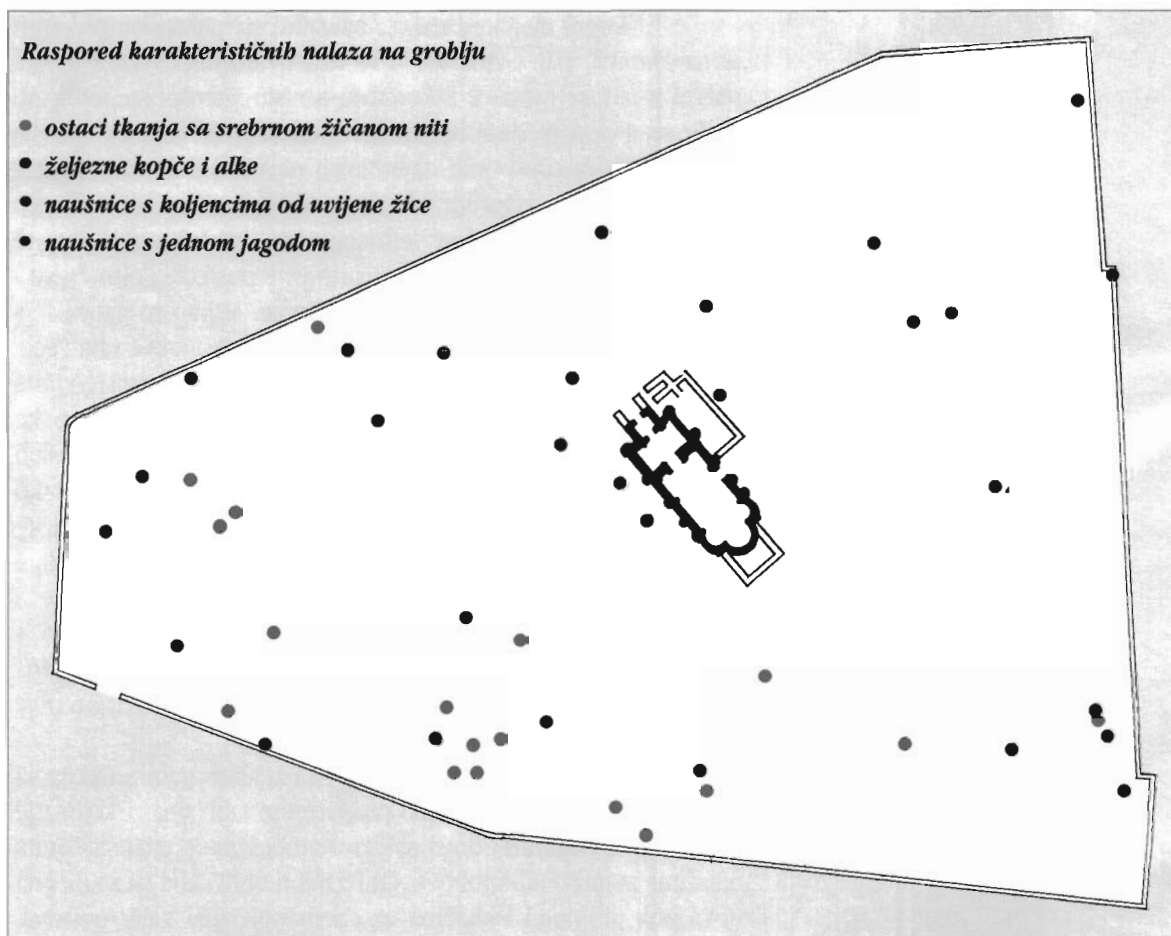 Raspored karakterističnih nalaza na groblju
ostaci tkanja sa srebrnom žičanom niti
željezne kopče i alke
naušnice s koljencima od uvijene žice
naušnice s jednom jagodom